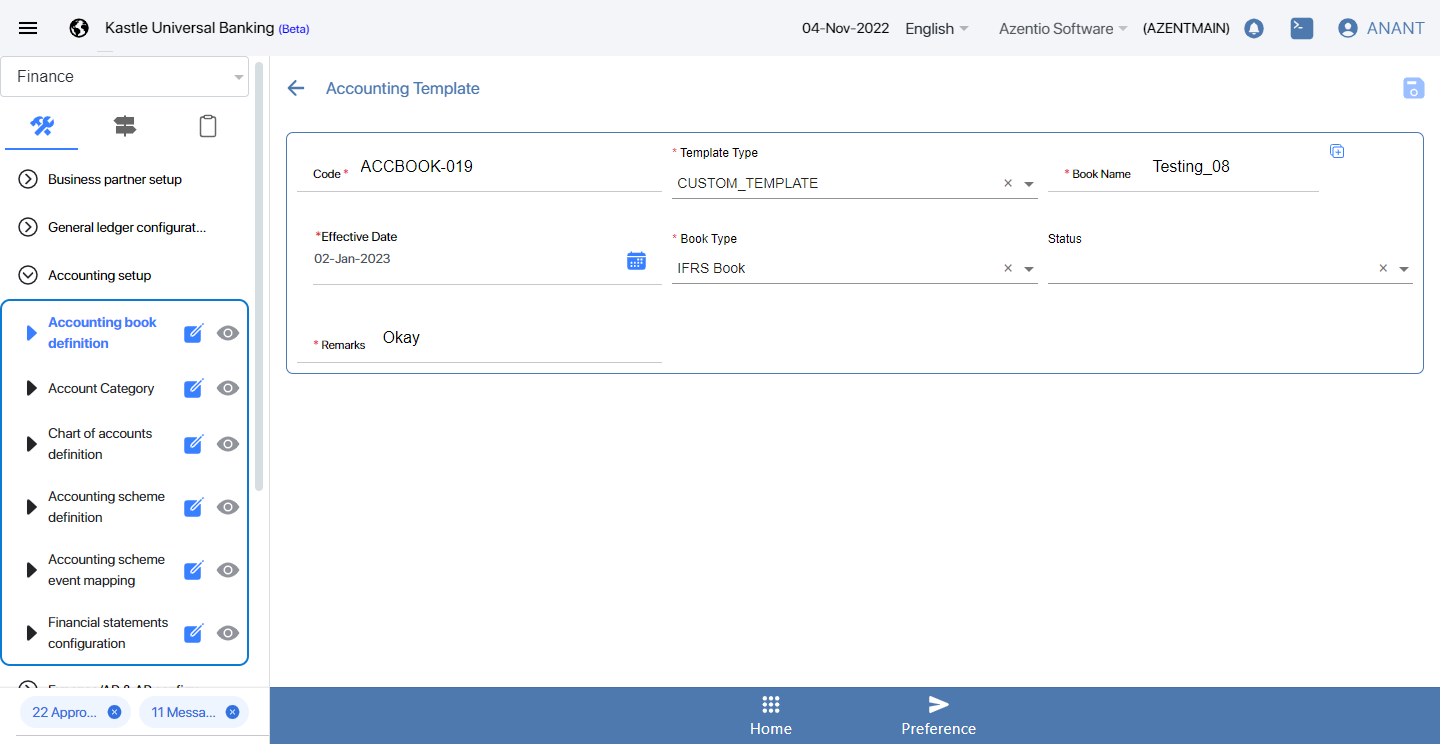 Kastle Universal Banking (Beta)
04-Nov-2022
English
Azentio Software
(AZENTMAIN)
ANANT
Finance
Business partner setup
General ledger configurat...
Accounting setup
Accounting book
definition
Account Category
Chart of accounts
definition
Accounting scheme
definition
Accounting scheme
event mapping
Financial statements
configuration
22 Appro...
11 Messa...
Accounting Template
Code *
ACCBOOK-019
* Template Type
CUSTOM_TEMPLATE
* Book Name
Testing_08
*Effective Date
02-Jan-2023
* Book Type
IFRS Book
Status
* Remarks
Okay
Home
Preference